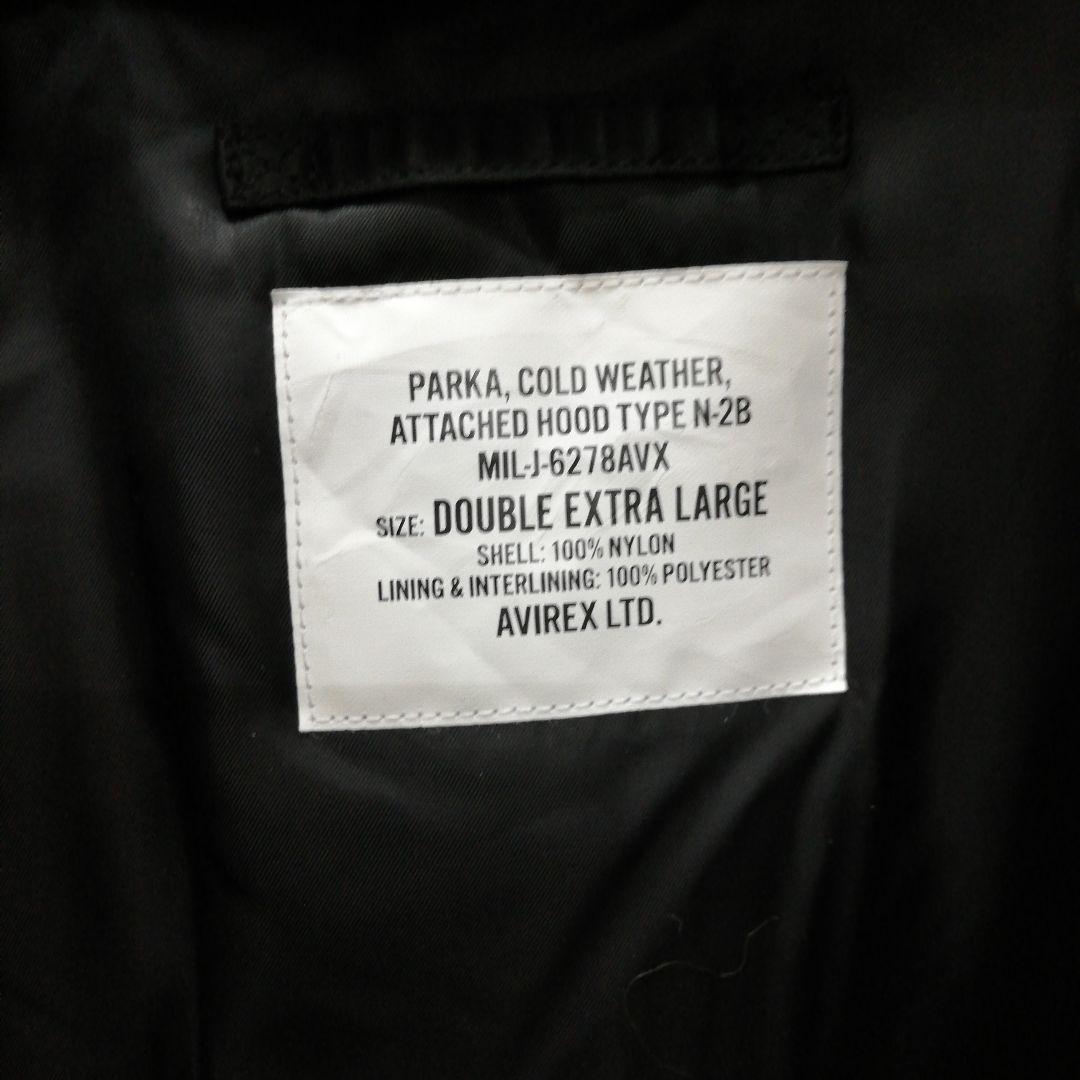 PARKA, COLD WEATHER,
ATTACHED HOOD TYPE N-2B
MIL-J-6278AVX
SIZE: DOUBLE EXTRA LARGE
SHELL: 100% NYLON
LINING & INTERLINING: 100% POLYESTER
AVIREX LTD.